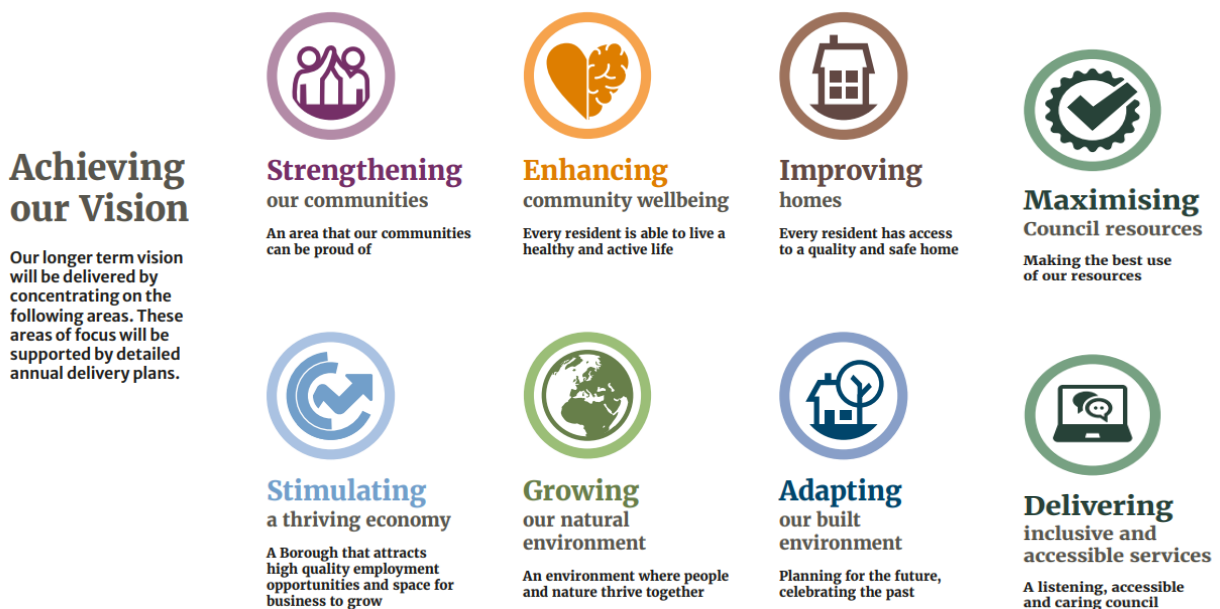 Achieving
our Vision
Our longer term vision
will be delivered by
concentrating on the
following areas. These
areas of focus will be
supported by detailed
annual delivery plans.
Strengthening
our communities
An area that our communities
can be proud of
Enhancing
community wellbeing
Every resident is able to live a
healthy and active life
Improving
homes
Every resident has access
to a quality and safe home
Maximising
Council resources
Making the best use
of our resources
Stimulating
a thriving economy
A Borough that attracts
high quality employment
opportunities and space for
business to grow
Growing
our natural
environment
An environment where people
and nature thrive together
Adapting
our built
environment
Planning for the future,
celebrating the past
Delivering
inclusive and
accessible services
A listening, accessible
and caring council